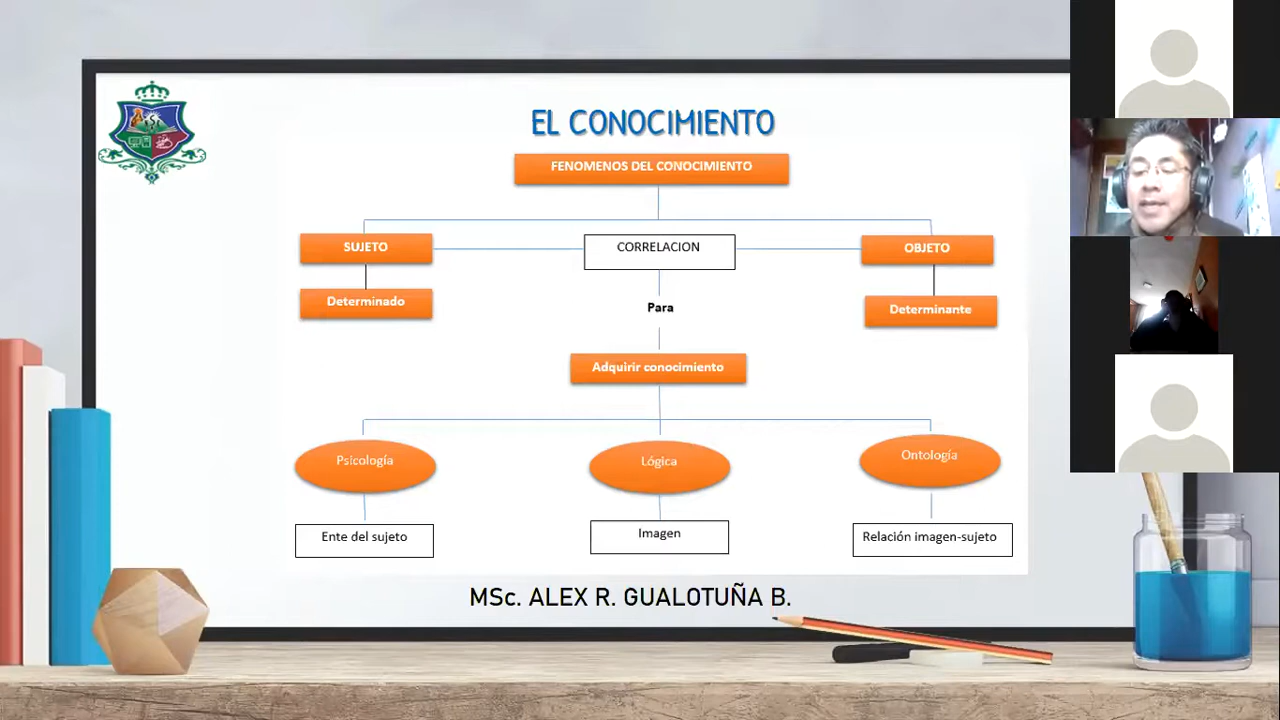 EL CONOCIMIENTO
FENOMENOS DEL CONOCIMIENTO
SUJETO
CORRELACION
OBJETO
Determinado
Para
Determinante
Adquirir conocimiento
Psicología
Lógica
Ontología
Ente del sujeto
Imagen
Relación imagen-sujeto
MSc. ALEX R. GUALOTUÑA B.